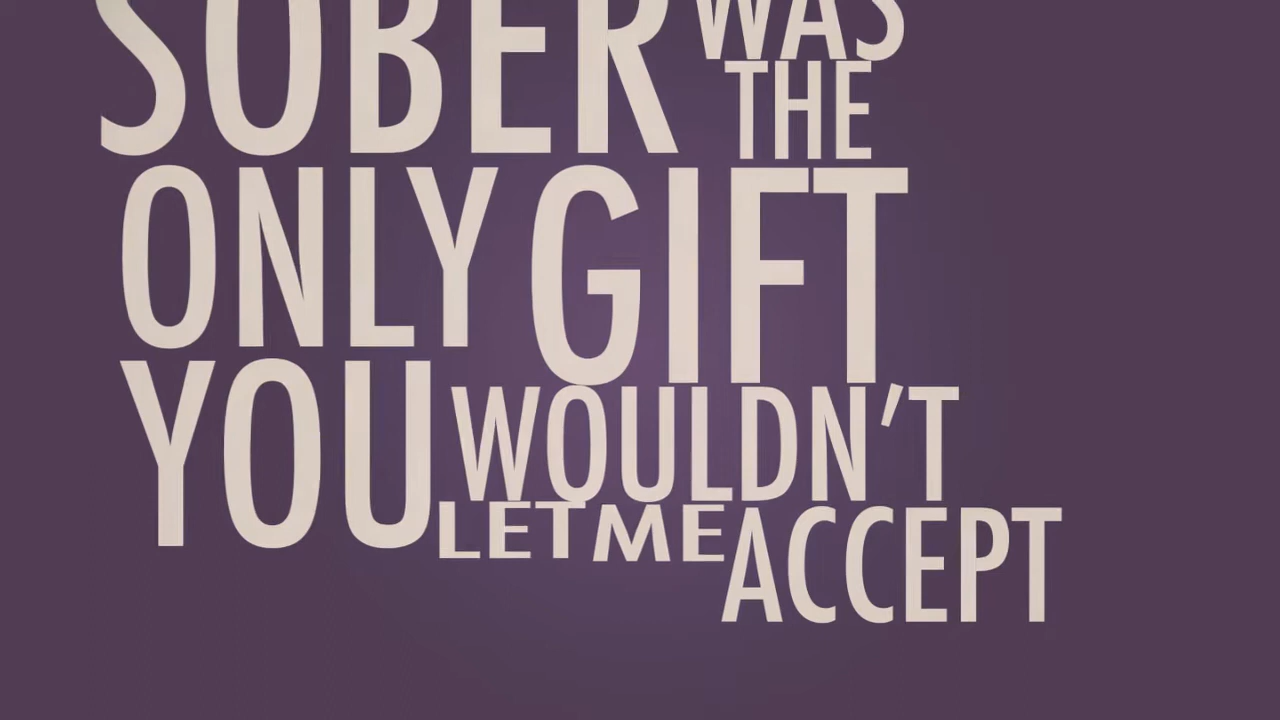 SOBER WAS
THE
ONLY GIFT
YOU WOULDN'T
LET ME ACCEPT